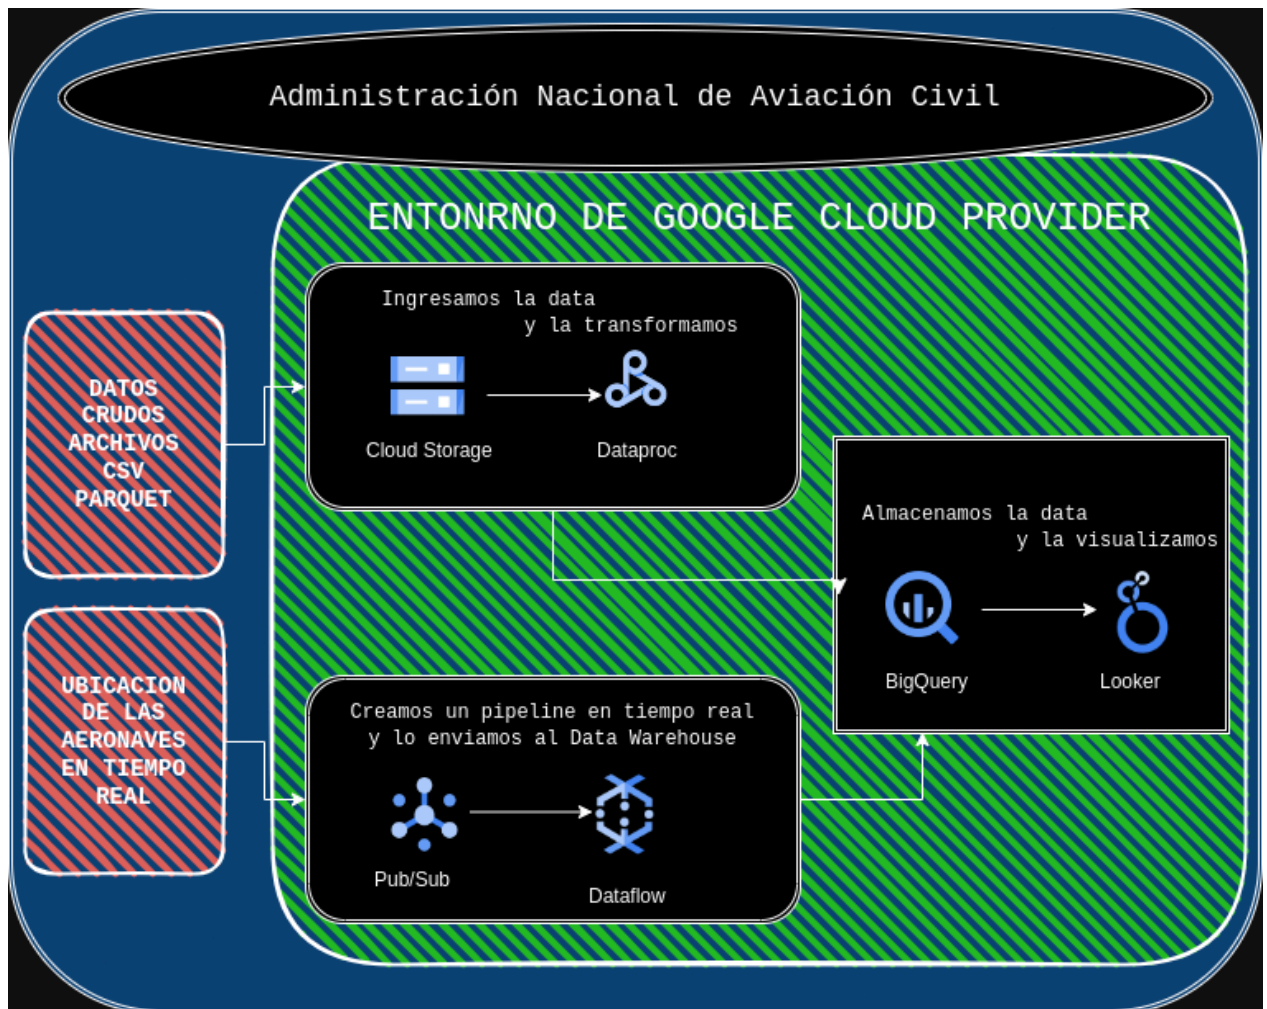 Administración Nacional de Aviación Civil
ENTONRNO DE GOOGLE CLOUD PROVIDER
DATOS
CRUDOS
ARCHIVOS
CSV
PARQUET
Ingresamos la data
y la transformamos
Cloud Storage
Dataproc
UBICACION
DE LAS
AERONAVES
EN TIEMPO
REAL
Creamos un pipeline en tiempo real
y lo enviamos al Data Warehouse
Pub/Sub
Dataflow
Almacenamos la data
y la visualizamos
BigQuery
Looker